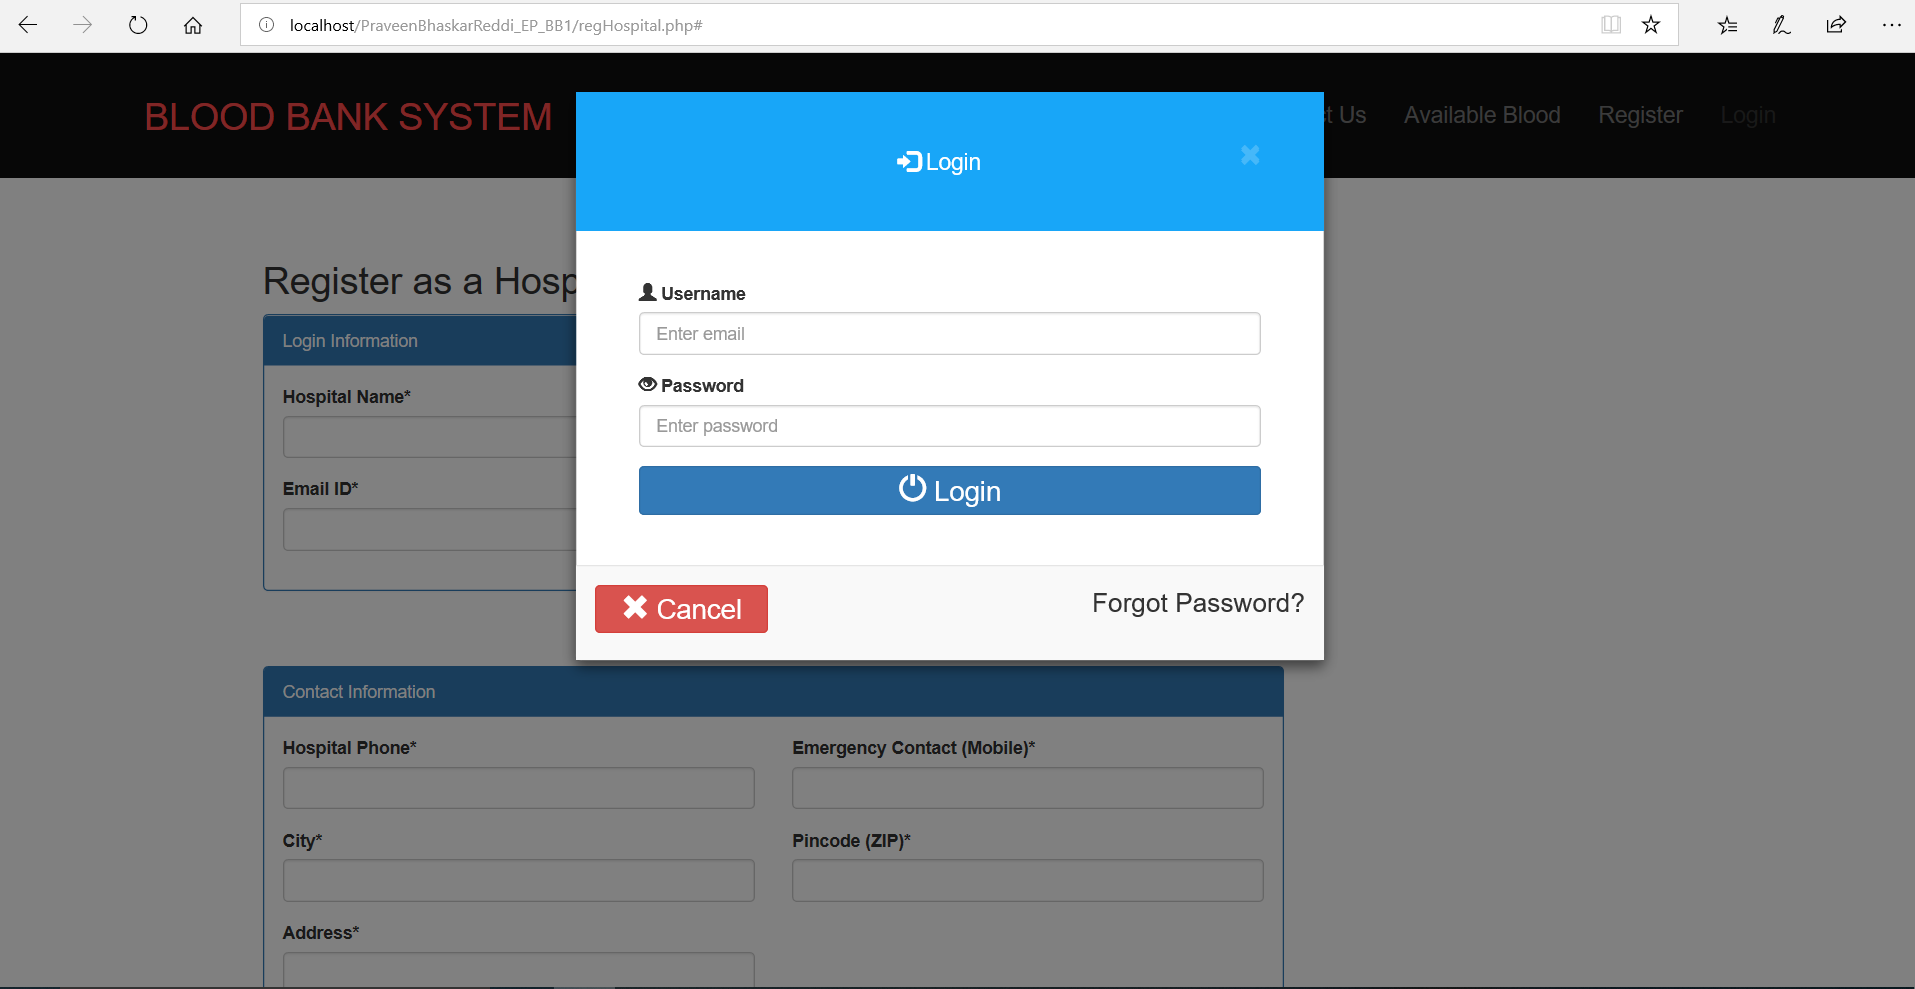 localhost/PraveenBhaskarReddi_EP_BB1/regHospital.php#
BLOOD BANK SYSTEM
t Us Available Blood Register Login
Login
Username
Enter email
Password
Enter password
Login
Cancel
Forgot Password?
Register as a Hosp
Login Information
Hospital Name*
Email ID*
Contact Information
Hospital Phone* Emergency Contact (Mobile)*
City* Pincode (ZIP)*
Address*